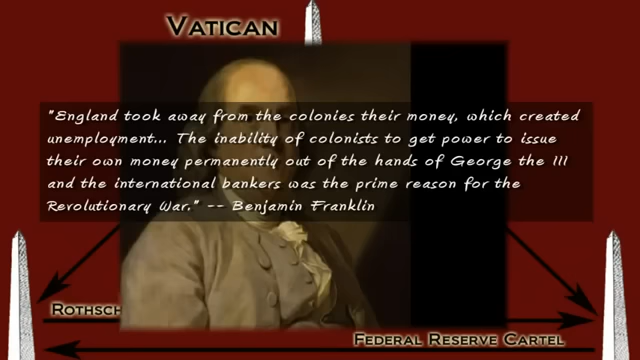 VATICAN
"England took away from the colonies their money, which created
unemployment... The inability of colonists to get power to issue
their own money permanently out of the hands of George the III
and the international bankers was the prime reason for the
Revolutionary War." -- Benjamin Franklin
ROTHSCH
FEDERAL RESERVE CARTEL